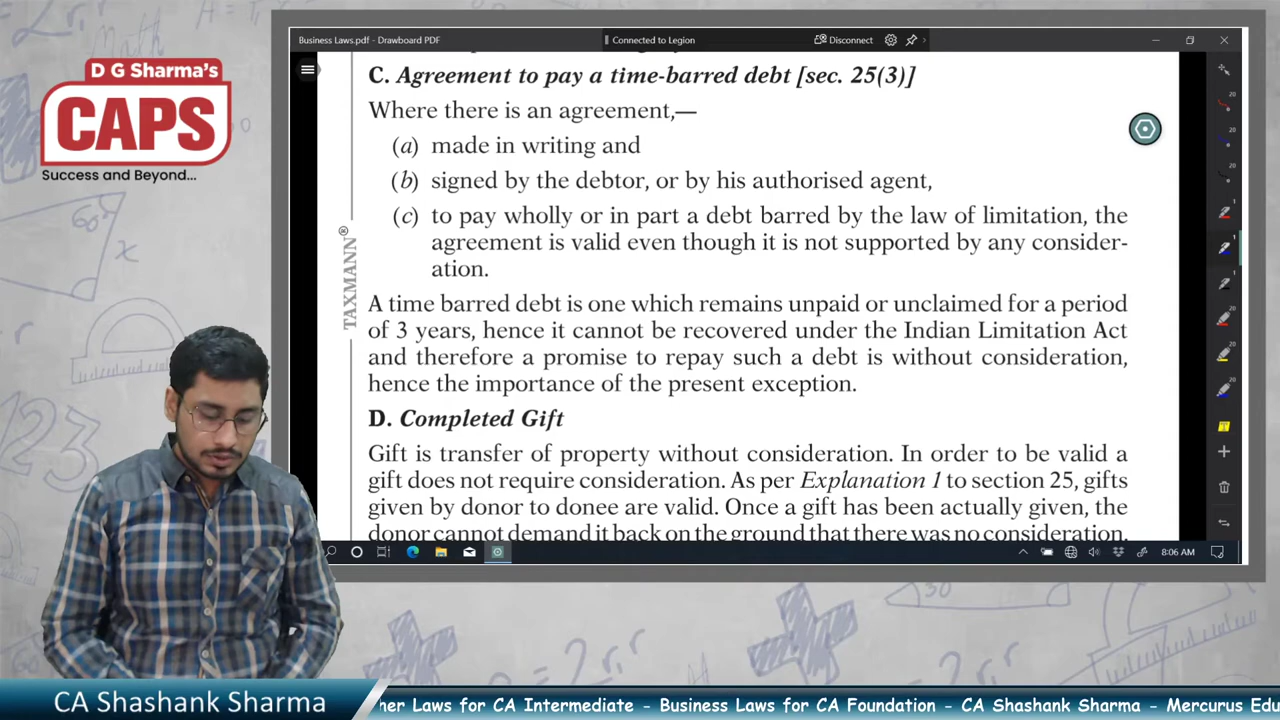 D G Sharma's
CAPS
Success and Beyond...
Business Laws.pdf - Drawboard PDF
Connected to Legion
Disconnect
C. Agreement to pay a time-barred debt [sec. 25(3)]
Where there is an agreement,—
(a) made in writing and
(b) signed by the debtor, or by his authorised agent,
(c) to pay wholly or in part a debt barred by the law of limitation, the
agreement is valid even though it is not supported by any consider-
ation.
A time barred debt is one which remains unpaid or unclaimed for a period
of 3 years, hence it cannot be recovered under the Indian Limitation Act
and therefore a promise to repay such a debt is without consideration,
hence the importance of the present exception.
D. Completed Gift
Gift is transfer of property without consideration. In order to be valid a
gift does not require consideration. As per Explanation 1 to section 25, gifts
given by donor to donee are valid. Once a gift has been actually given, the
donor cannot demand it back on the ground that there was no consideration.
TAXMANN
8:06 AM
CA Shashank Sharma
her Laws for CA Intermediate - Business Laws for CA Foundation - CA Shashank Sharma - Mercurus Edu